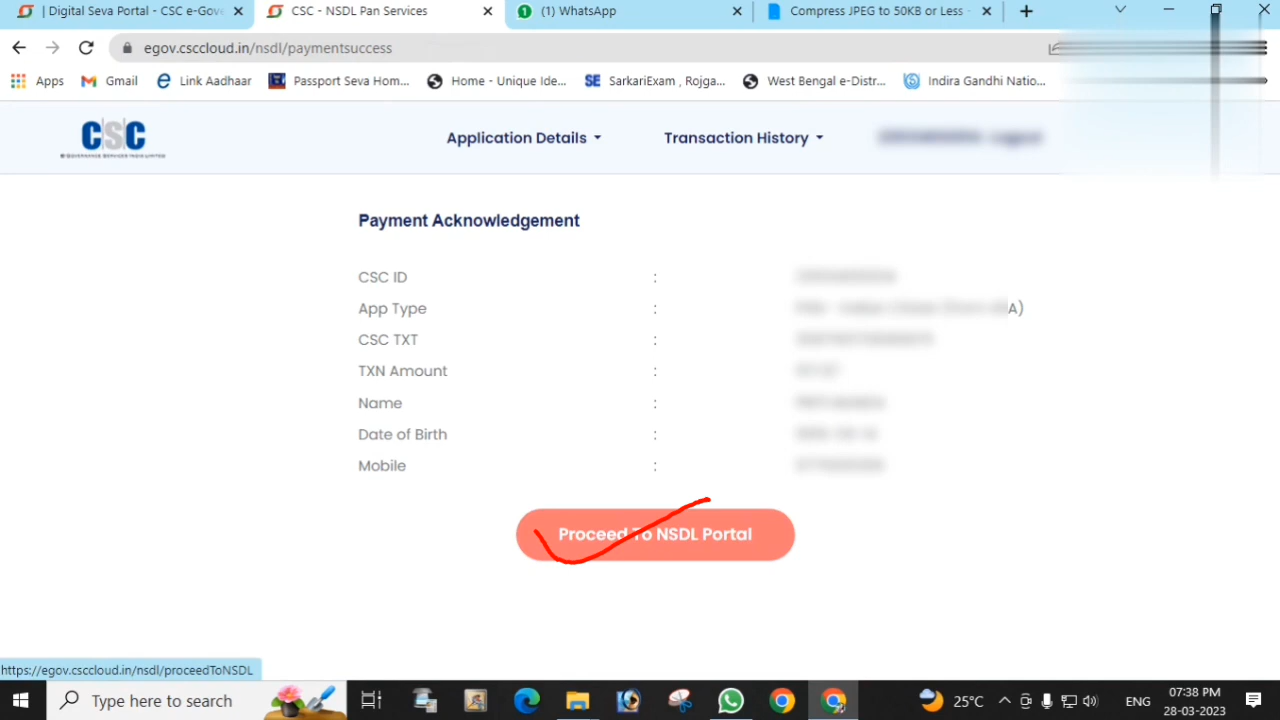 | Digital Seva Portal - CSC e-Gove
CSC - NSDL Pan Services
(1) WhatsApp
Compress JPEG to 50KB or Less -
egov.csccloud.in/nsdl/paymentsuccess
Apps
Gmail
Link Aadhaar
Passport Seva Hom...
Home - Unique Ide...
SE
SarkariExam , Rojga...
West Bengal e-Distr...
Indira Gandhi Natio...
CSC
Application Details
Transaction History
Payment Acknowledgement
CSC ID :
App Type : A)
CSC TXT :
TXN Amount :
Name :
Date of Birth :
Mobile :
Proceed To NSDL Portal
https://egov.csccloud.in/nsdl/proceedToNSDL
Type here to search
25°C
ENG
07:38 PM
28-03-2023